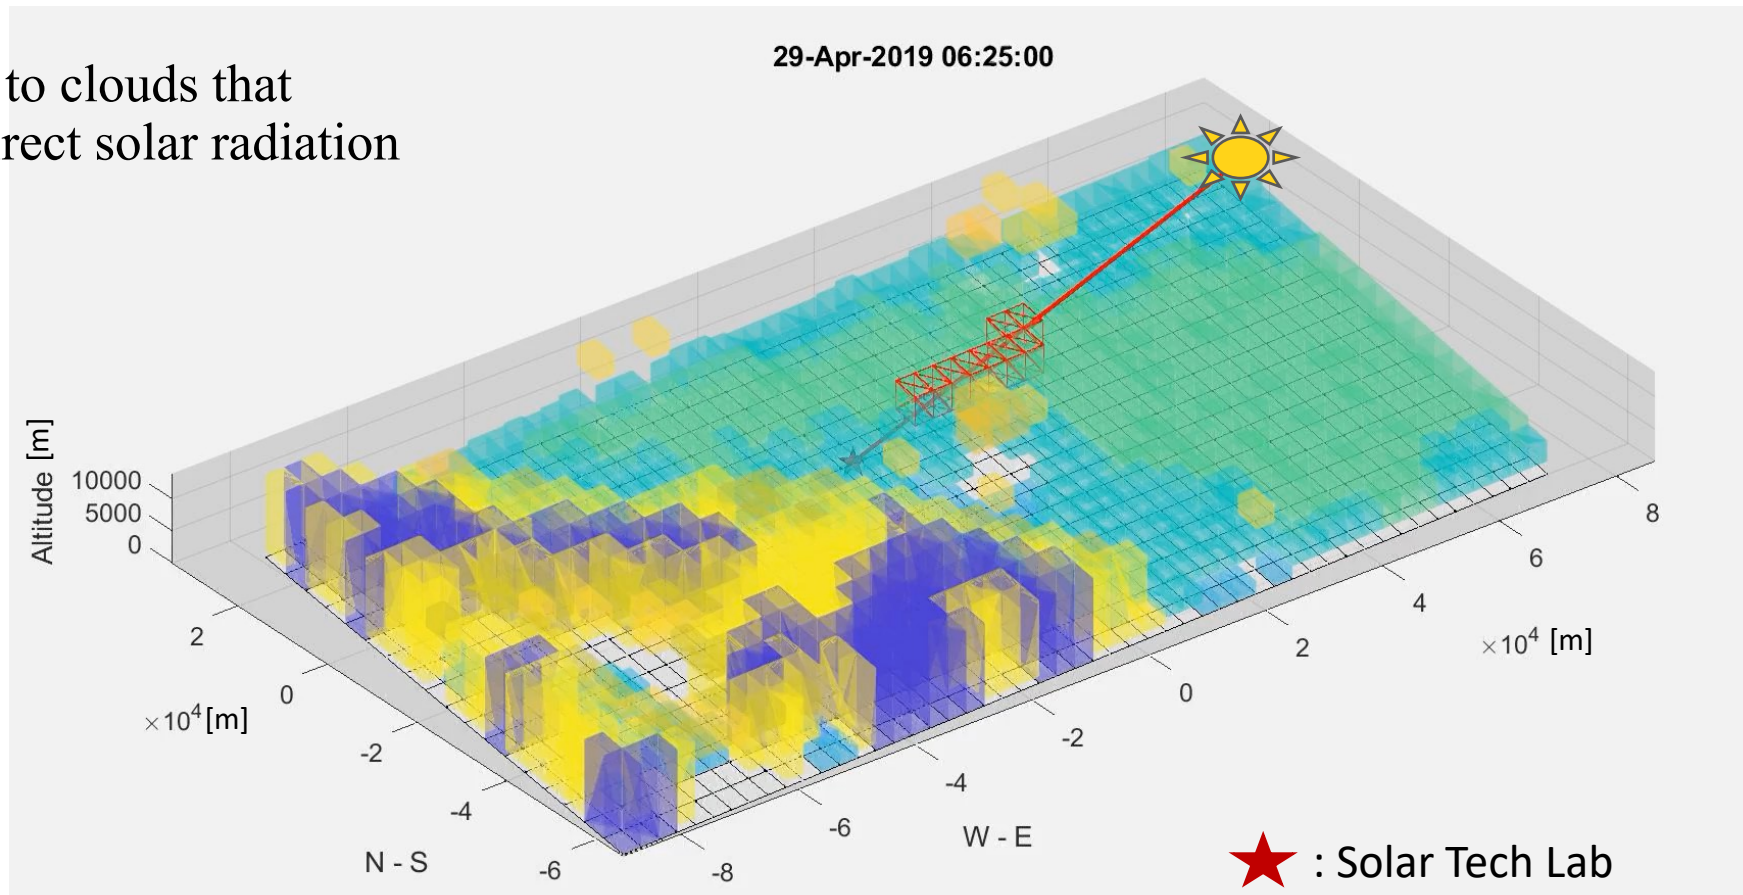 29-Apr-2019 06:25:00
to clouds that
rect solar radiation
Altitude [m]
10000
5000
0
2
0
-2
-4
-6
×10⁴ [m]
N - S
-8
-6
-4
-2
0
2
4
6
8
×10⁴ [m]
W - E
: Solar Tech Lab